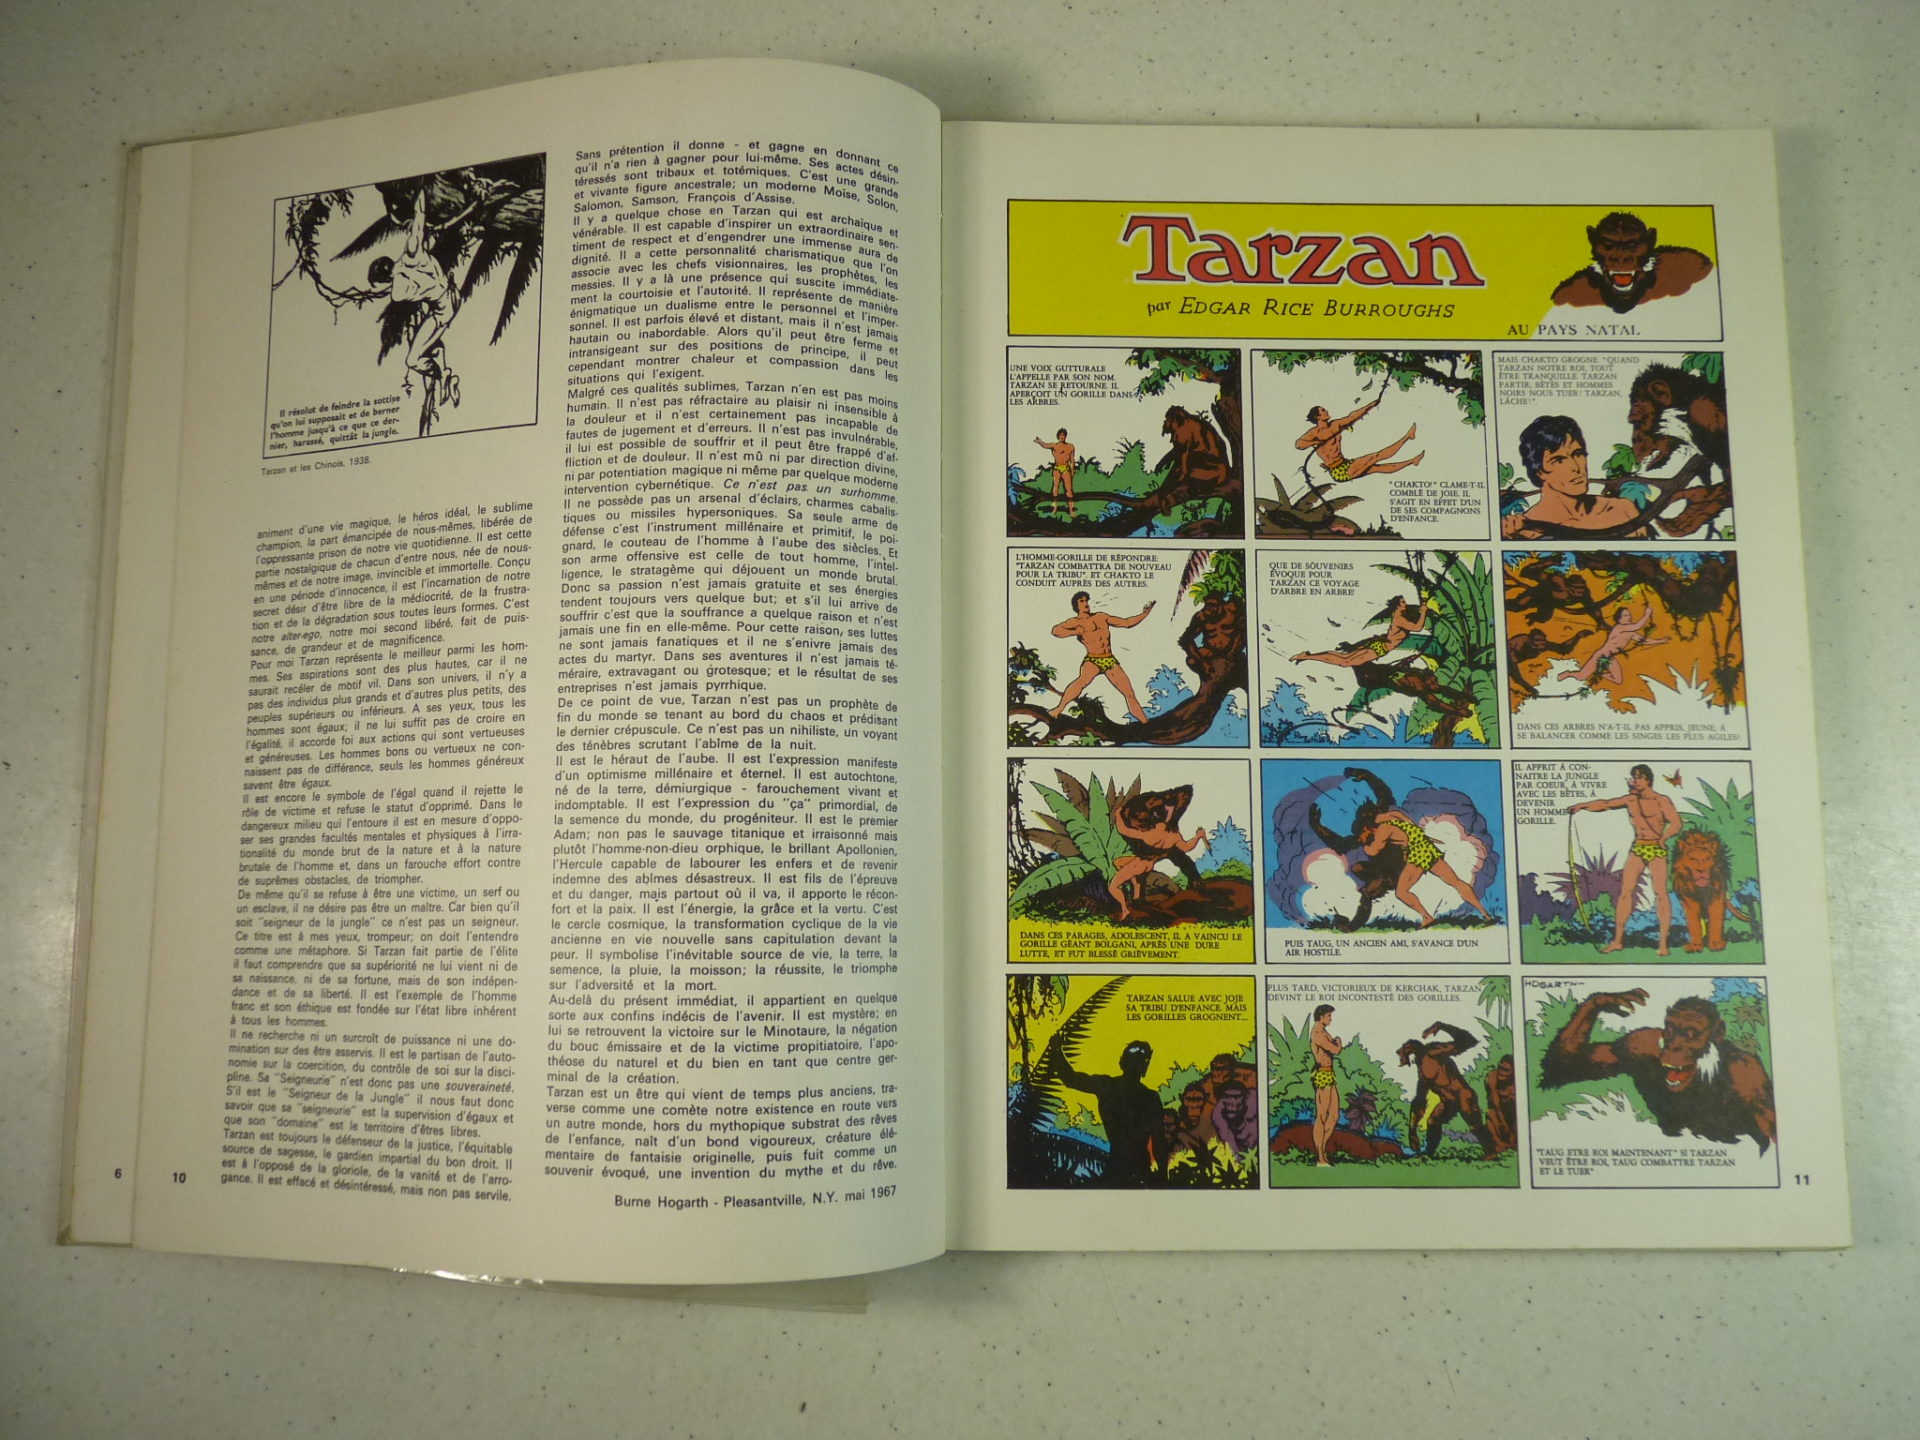 Il résolut de feindre la sottise
qu'on lui supposait et de berner
l'homme jusqu'à ce que ce der-
nier, harassé, quittât la jungle.
Tarzan et les Chinois, 1938.
animent d'une vie magique, le héros idéal, le sublime
champion, la part émancipée de nous-mêmes, libérée de
l'oppressante prison de notre vie quotidienne. Il est cette
partie nostalgique de chacun d'entre nous, née de nous-
mêmes et de notre image, invincible et immortelle. Conçu
en une période d'innocence, il est l'incarnation de notre
secret désir d'être libre de la médiocrité, de la frustra-
tion et de la dégradation sous toutes leurs formes. C'est
notre alter-ego, notre moi second libéré, fait de puis-
sance, de grandeur et de magnificence.
Pour moi Tarzan représente le meilleur parmi les hom-
mes. Ses aspirations sont des plus hautes, car il ne
saurait recéler de motif vil. Dans son univers, il n'y a
pas des individus plus grands et d'autres plus petits, des
peuples supérieurs ou inférieurs. A ses yeux, tous les
hommes sont égaux; il ne lui suffit pas de croire en
l'égalité, il accorde foi aux actions qui sont vertueuses
et généreuses. Les hommes bons ou vertueux ne con-
naissent pas de différence, seuls les hommes généreux
savent être égaux.
Il est encore le symbole de l'égal quand il rejette le
rôle de victime et refuse le statut d'opprimé. Dans le
dangereux milieu qui l'entoure il est en mesure d'oppo-
ser ses grandes facultés mentales et physiques à l'irra-
tionalité du monde brut de la nature et à la nature
brutale de l'homme et, dans un farouche effort contre
de suprêmes obstacles, de triompher.
De même qu'il se refuse à être une victime, un serf ou
un esclave, il ne désire pas être un maître. Car bien qu'il
soit "seigneur de la jungle" ce n'est pas un seigneur.
Ce titre est à mes yeux, trompeur; on doit l'entendre
comme une métaphore. Si Tarzan fait partie de l'élite
il faut comprendre que sa supériorité ne lui vient ni de
sa naissance, ni de sa fortune, mais de son indépen-
dance et de sa liberté. Il est l'exemple de l'homme
franc et son éthique est fondée sur l'état libre inhérent
à tous les hommes.
Il ne recherche ni un surcroît de puissance ni une do-
mination sur des être asservis. Il est le partisan de l'auto-
nomie sur la coercition, du contrôle de soi sur la disci-
pline. Sa "Seigneurie" n'est donc pas une souveraineté.
S'il est le "Seigneur de la Jungle" il nous faut donc
savoir que sa "seigneurie" est la supervision d'égaux et
que son "domaine" est le territoire d'êtres libres.
Tarzan est toujours le défenseur de la justice, l'équitable
source de sagesse, le gardien impartial du bon droit. Il
est à l'opposé de la gloriole, de la vanité et de l'arro-
gance. Il est effacé et désintéressé, mais non pas servile.
6
10
Sans prétention il donne - et gagne en donnant ce
qu'il n'a rien à gagner pour lui-même. Ses actes désin-
téressés sont tribaux et totémiques. C'est une grande
et vivante figure ancestrale; un moderne Moïse, Solon,
Salomon, Samson, François d'Assise.
Il y a quelque chose en Tarzan qui est archaïque et
vénérable. Il est capable d'inspirer un extraordinaire sen-
timent de respect et d'engendrer une immense aura de
dignité. Il a cette personnalité charismatique que l'on
associe avec les chefs visionnaires, les prophètes, les
messies. Il y a là une présence qui suscite immédiate-
ment la courtoisie et l'autorité. Il représente de manière
énigmatique un dualisme entre le personnel et l'imper-
sonnel. Il est parfois élevé et distant, mais il n'est jamais
hautain ou inabordable. Alors qu'il peut être ferme et
intransigeant sur des positions de principe, il peut
cependant montrer chaleur et compassion dans les
situations qui l'exigent.
Malgré ces qualités sublimes, Tarzan n'en est pas moins
humain. Il n'est pas réfractaire au plaisir ni insensible à
la douleur et il n'est certainement pas incapable de
fautes de jugement et d'erreurs. Il n'est pas invulnérable,
il lui est possible de souffrir et il peut être frappé d'af-
fliction et de douleur. Il n'est mû ni par direction divine,
ni par potentiation magique ni même par quelque moderne
intervention cybernétique. Ce n'est pas un surhomme.
Il ne possède pas un arsenal d'éclairs, charmes cabalis-
tiques ou missiles hypersoniques. Sa seule arme de
défense c'est l'instrument millénaire et primitif, le poi-
gnard, le couteau de l'homme à l'aube des siècles. Et
son arme offensive est celle de tout homme, l'intel-
ligence, le stratagème qui déjouent un monde brutal.
Donc sa passion n'est jamais gratuite et ses énergies
tendent toujours vers quelque but; et s'il lui arrive de
souffrir c'est que la souffrance a quelque raison et n'est
jamais une fin en elle-même. Pour cette raison, ses luttes
ne sont jamais fanatiques et il ne s'enivre jamais des
actes du martyr. Dans ses aventures il n'est jamais té-
méraire, extravagant ou grotesque; et le résultat de ses
entreprises n'est jamais pyrrhique.
De ce point de vue, Tarzan n'est pas un prophète de
fin du monde se tenant au bord du chaos et prédisant
le dernier crépuscule. Ce n'est pas un nihiliste, un voyant
des ténèbres scrutant l'abîme de la nuit.
Il est le héraut de l'aube. Il est l'expression manifeste
d'un optimisme millénaire et éternel. Il est autochtone,
né de la terre, démiurgique - farouchement vivant et
indomptable. Il est l'expression du "ça" primordial, de
la semence du monde, du progéniteur. Il est le premier
Adam; non pas le sauvage titanique et irraisonné mais
plutôt l'homme-non-dieu orphique, le brillant Apollonien,
l'Hercule capable de labourer les enfers et de revenir
indemne des abîmes désastreux. Il est fils de l'épreuve
et du danger, mais partout où il va, il apporte le récon-
fort et la paix. Il est l'énergie, la grâce et la vertu. C'est
le cercle cosmique, la transformation cyclique de la vie
ancienne en vie nouvelle sans capitulation devant la
peur. Il symbolise l'inévitable source de vie, la terre, la
semence, la pluie, la moisson; la réussite, le triomphe
sur l'adversité et la mort.
Au-delà du présent immédiat, il appartient en quelque
sorte aux confins indécis de l'avenir. Il est mystère; en
lui se retrouvent la victoire sur le Minotaure, la négation
du bouc émissaire et de la victime propitiatoire, l'apo-
théose du naturel et du bien en tant que centre ger-
minal de la création.
Tarzan est un être qui vient de temps plus anciens, tra-
verse comme une comète notre existence en route vers
un autre monde, hors du mythopique substrat des rêves
de l'enfance, naît d'un bond vigoureux, créature élé-
mentaire de fantaisie originelle, puis fuit comme un
souvenir évoqué, une invention du mythe et du rêve.
Burne Hogarth - Pleasantville, N.Y. mai 1967
Tarzan
par EDGAR RICE BURROUGHS
AU PAYS NATAL
UNE VOIX GUTTURALE
L'APPELLE PAR SON NOM.
TARZAN SE RETOURNE. IL
APERÇOIT UN GORILLE DANS
LES ARBRES.
"CHAKTO!" CLAME-T-IL
COMBLÉ DE JOIE. IL
S'AGIT EN EFFET D'UN
DE SES COMPAGNONS
D'ENFANCE.
MAIS CHAKTO GROGNE. "QUAND
TARZAN NOTRE ROI, TOUT
ÊTRE TRANQUILLE. TARZAN
PARTIR, BÊTES ET HOMMES
NOIRS NOUS TUER! TARZAN,
LÂCHE!".
L'HOMME-GORILLE DE RÉPONDRE:
"TARZAN COMBATTRA DE NOUVEAU
POUR LA TRIBU". ET CHAKTO LE
CONDUIT AUPRÈS DES AUTRES.
QUE DE SOUVENIRS
ÉVOQUE POUR
TARZAN CE VOYAGE
D'ARBRE EN ARBRE!
DANS CES ARBRES N'A-T-IL PAS APPRIS, JEUNE, À
SE BALANCER COMME LES SINGES LES PLUS AGILES?.
DANS CES PARAGES, ADOLESCENT, IL A VAINCU LE
GORILLE GÉANT BOLGANI, APRÈS UNE DURE
LUTTE, ET FUT BLESSÉ GRIÈVEMENT.
PUIS TAUG, UN ANCIEN AMI, S'AVANCE D'UN
AIR HOSTILE.
IL APPRIT À CON-
NAITRE LA JUNGLE
PAR COEUR, À VIVRE
AVEC LES BÊTES, À
DEVENIR
UN HOMME
GORILLE.
TARZAN SALUE AVEC JOIE
SA TRIBU D'ENFANCE. MAIS
LES GORILLES GROGNENT....
PLUS TARD, VICTORIEUX DE KERCHAK, TARZAN
DEVINT LE ROI INCONTESTÉ DES GORILLES.
HOGARTH
"TAUG ETRE ROI MAINTENANT" SI TARZAN
VEUT ÊTRE ROI, TAUG COMBATTRE TARZAN
ET LE TUER"
11